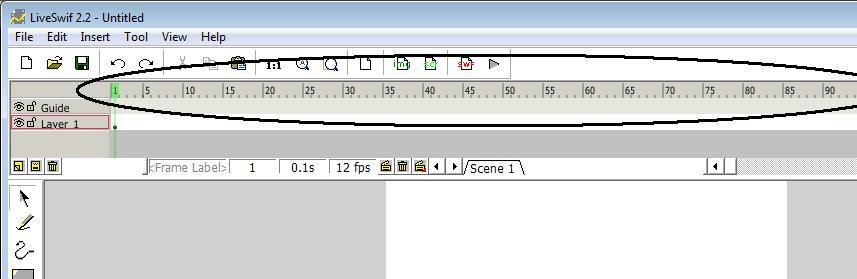 LiveSwif 2.2 - Untitled
File Edit Insert Tool View Help
1:1 img swf
1 5 10 15 20 25 30 35 40 45 50 55 60 65 70 75 80 85 90
Guide
Layer 1
<Frame Label> 1 0.1s 12 fps Scene 1